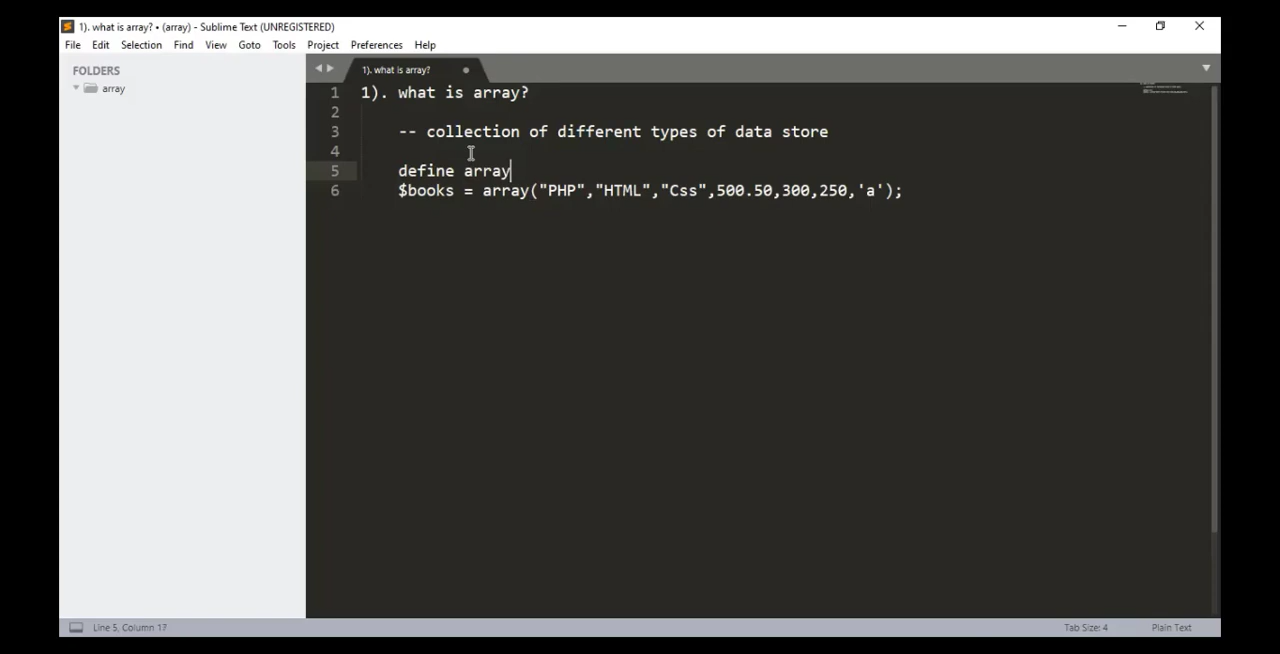 1). what is array? • (array) - Sublime Text (UNREGISTERED)
File Edit Selection Find View Goto Tools Project Preferences Help
FOLDERS
array
1). what is array?
1 1). what is array?
2
3 -- collection of different types of data store
4
5 define array
6 $books = array("PHP","HTML","Css",500.50,300,250,'a');
Line 5, Column 17
Tab Size: 4
Plain Text